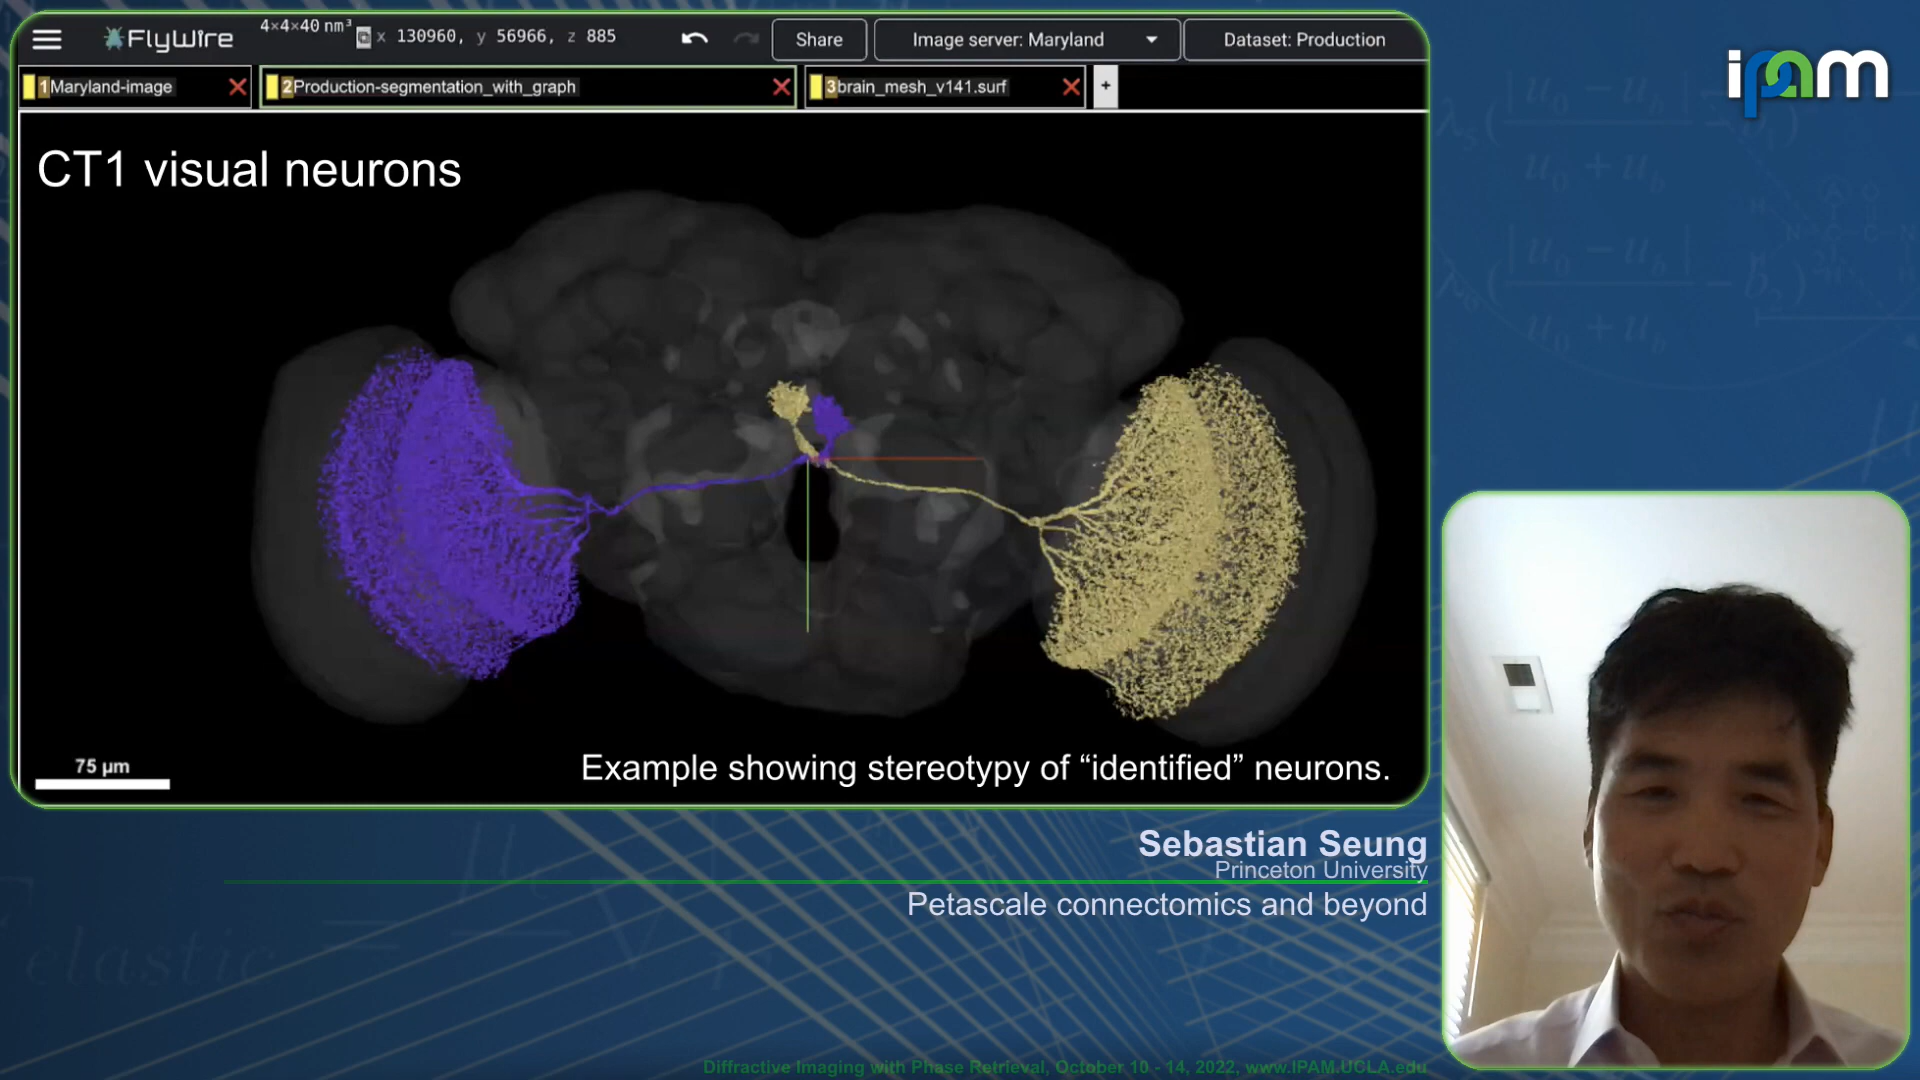 FlyWire
4×4×40 nm³
x 130960, y 56966, z 885
Share
Image server: Maryland
Dataset: Production
1Maryland-image
2Production-segmentation_with_graph
3brain_mesh_v141.surf
+
CT1 visual neurons
75 µm
Example showing stereotypy of “identified” neurons.
ipam
Sebastian Seung
Princeton University
Petascale connectomics and beyond
elastic
Diffractive Imaging with Phase Retrieval, October 10 - 14, 2022, www.IPAM.UCLA.edu